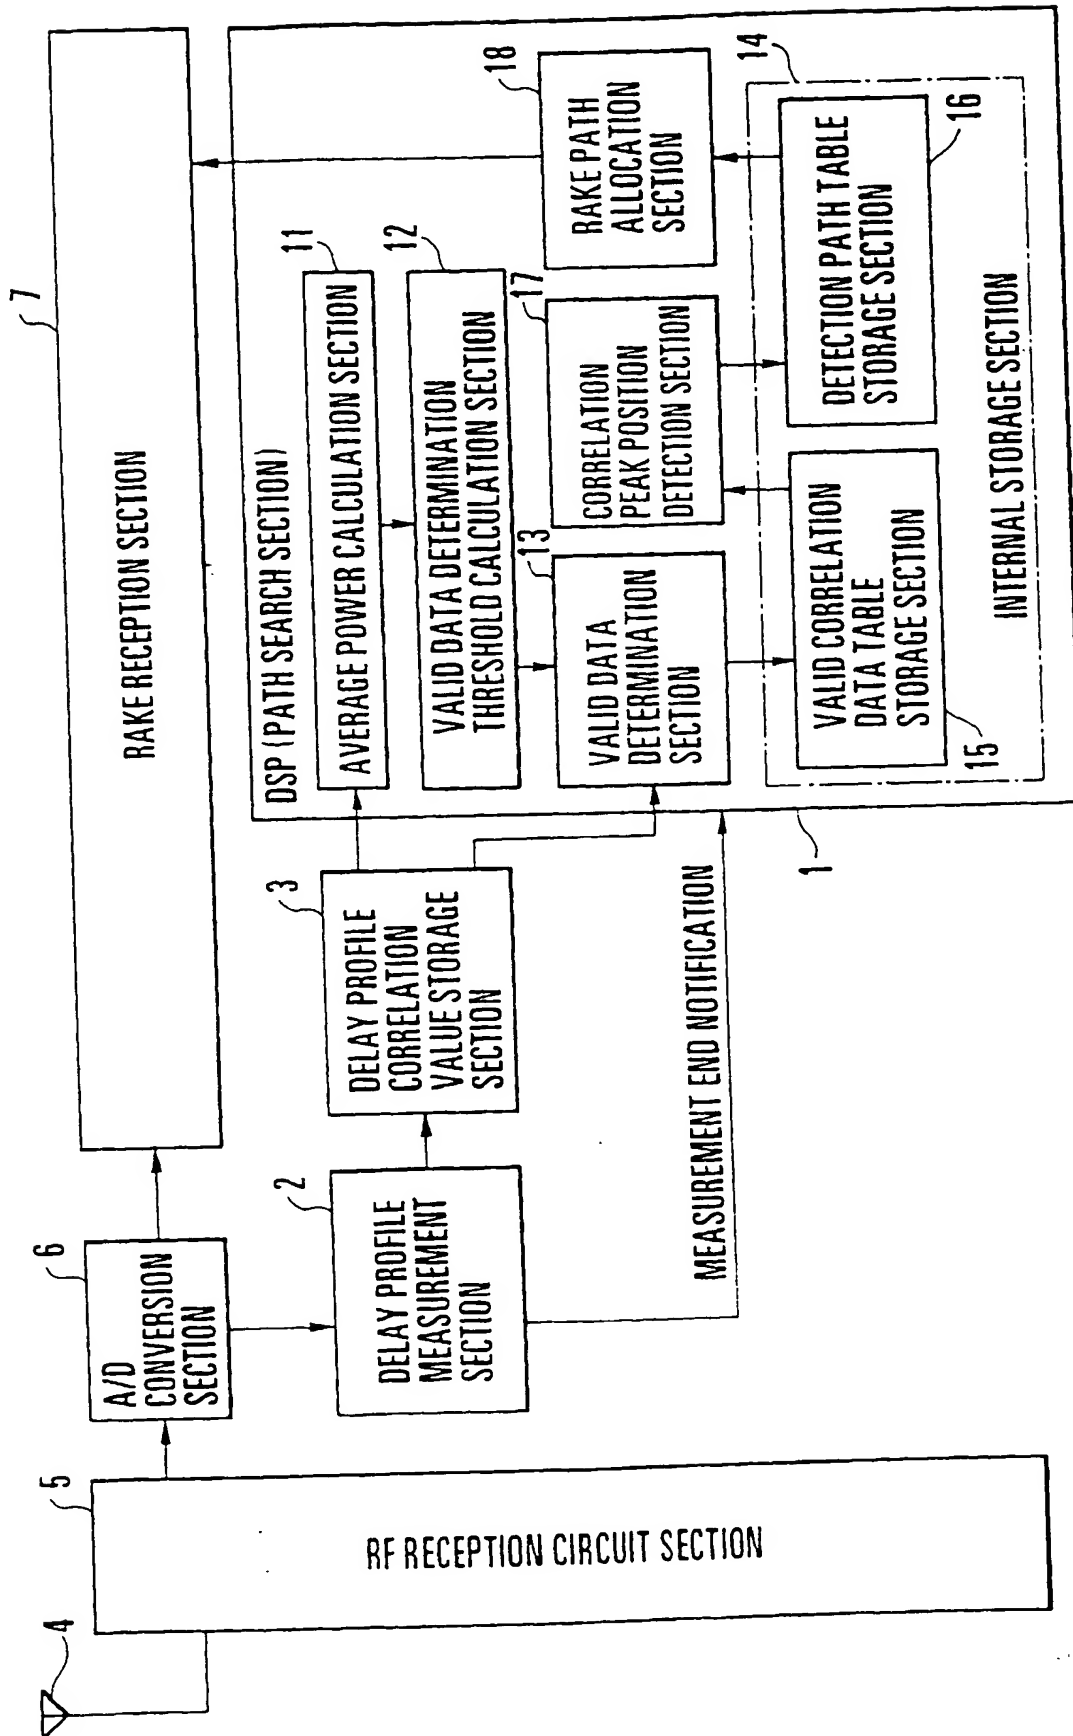 4
5
RF RECEPTION CIRCUIT SECTION
6
A/D
CONVERSION
SECTION
7
RAKE RECEPTION SECTION
2
DELAY PROFILE
MEASUREMENT
SECTION
3
DELAY PROFILE
CORRELATION
VALUE STORAGE
SECTION
MEASUREMENT END NOTIFICATION
1
DSP (PATH SEARCH SECTION)
11
AVERAGE POWER CALCULATION SECTION
12
VALID DATA DETERMINATION
THRESHOLD CALCULATION SECTION
13
VALID DATA
DETERMINATION
SECTION
17
CORRELATION
PEAK POSITION
DETECTION SECTION
18
RAKE PATH
ALLOCATION
SECTION
14
15
VALID CORRELATION
DATA TABLE
STORAGE SECTION
16
DETECTION PATH TABLE
STORAGE SECTION
INTERNAL STORAGE SECTION